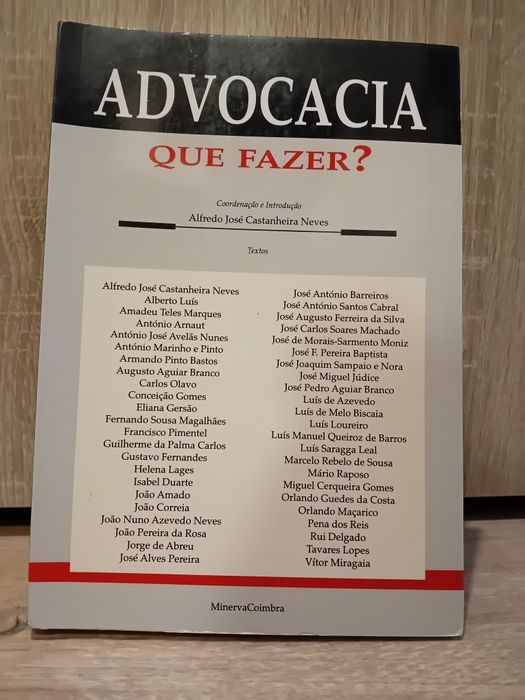 ADVOCACIA
QUE FAZER?
Coordenação e Introdução
Alfredo José Castanheira Neves
Textos
Alfredo José Castanheira Neves
Alberto Luís
Amadeu Teles Marques
António Arnaut
António José Avelãs Nunes
António Marinho e Pinto
Armando Pinto Bastos
Augusto Aguiar Branco
Carlos Olavo
Conceição Gomes
Eliana Gersão
Fernando Sousa Magalhães
Francisco Pimentel
Guilherme da Palma Carlos
Gustavo Fernandes
Helena Lages
Isabel Duarte
João Amado
João Correia
João Nuno Azevedo Neves
João Pereira da Rosa
Jorge de Abreu
José Alves Pereira
José António Barreiros
José António Santos Cabral
José Augusto Ferreira da Silva
José Carlos Soares Machado
José de Morais-Sarmento Moniz
José F. Pereira Baptista
José Joaquim Sampaio e Nora
José Miguel Júdice
José Pedro Aguiar Branco
Luís de Azevedo
Luís de Melo Biscaia
Luís Loureiro
Luís Manuel Queiroz de Barros
Luís Saragga Leal
Marcelo Rebelo de Sousa
Mário Raposo
Miguel Cerqueira Gomes
Orlando Guedes da Costa
Orlando Maçarico
Pena dos Reis
Rui Delgado
Tavares Lopes
Vítor Miragaia
MinervaCoimbra